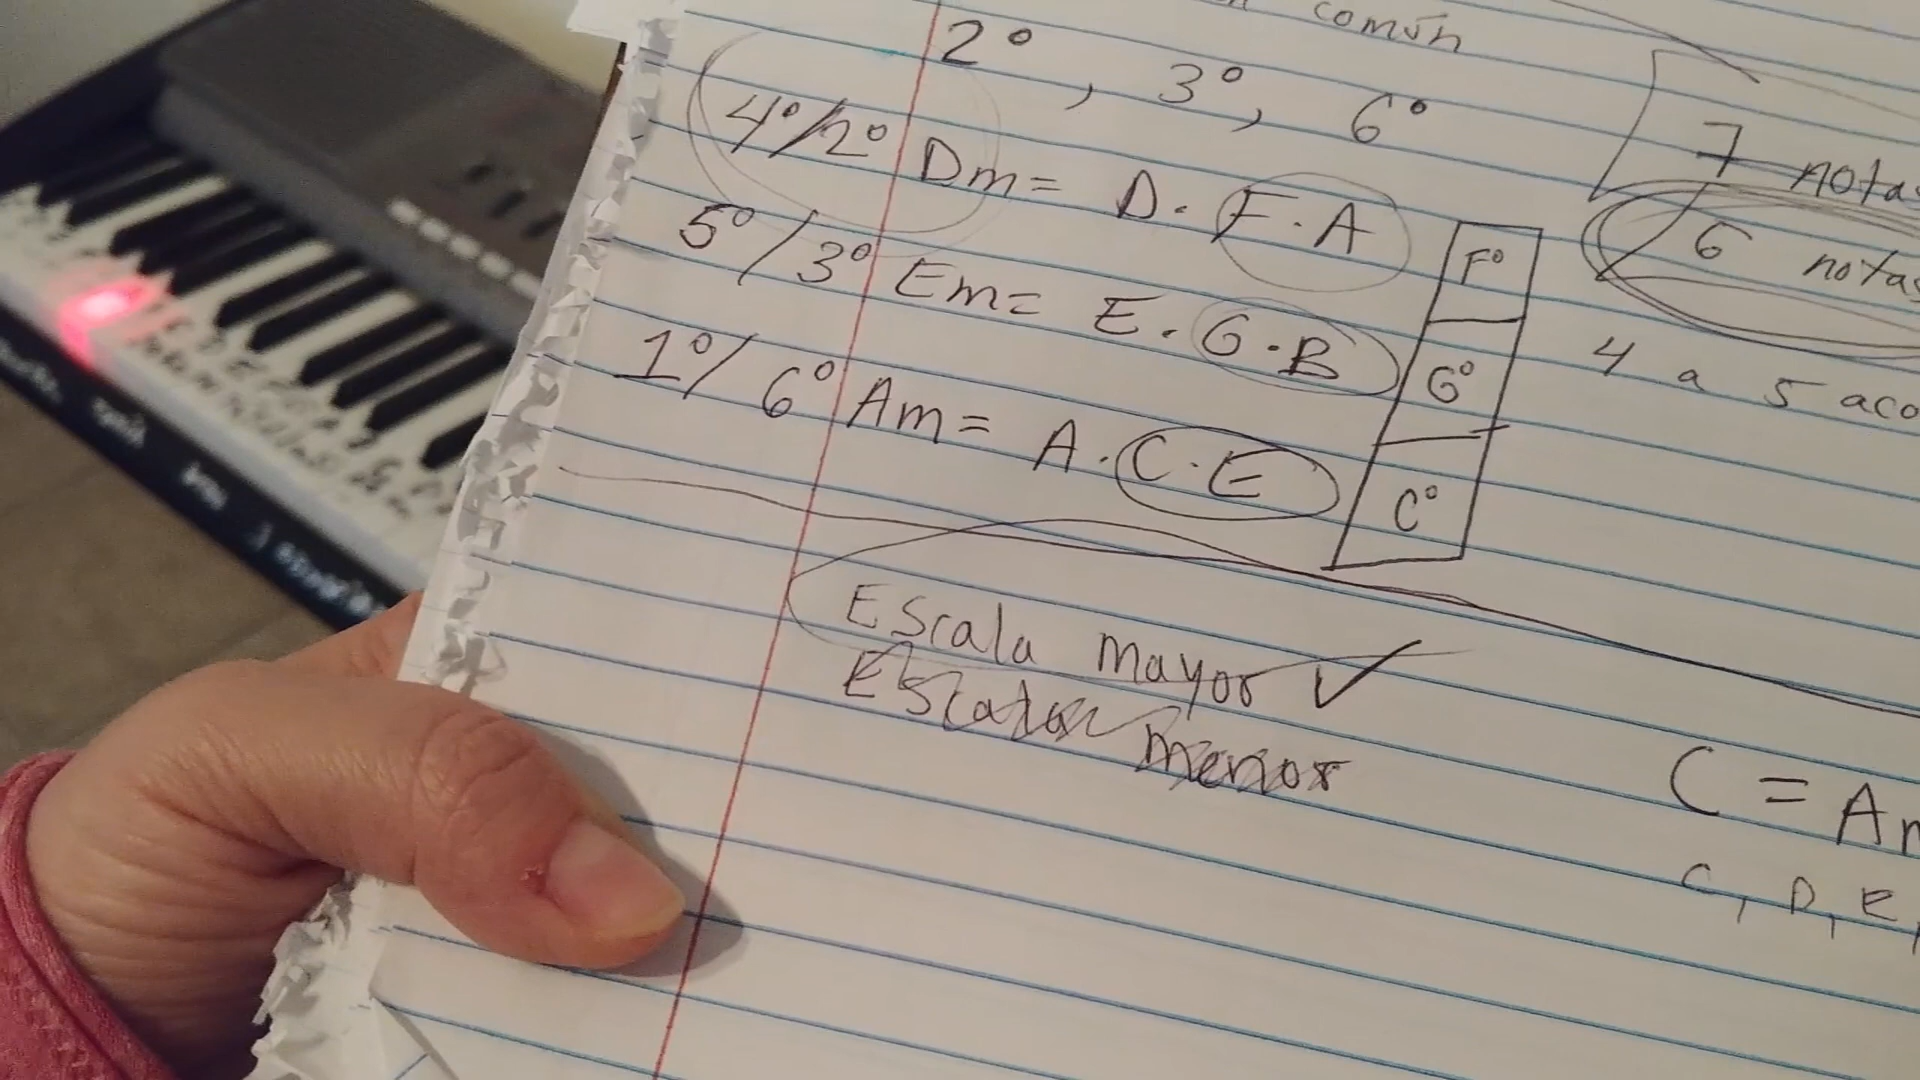 común
2° , 3°, 6°
7 notas
4°/2° Dm= D. F. A
F°
6 notas
5°/3° Em= E. G. B
G°
4 a 5 aco
1°/6° Am= A. C. E
C°
Escala mayor ✓
Escala menor
C = Am
C, D, E,